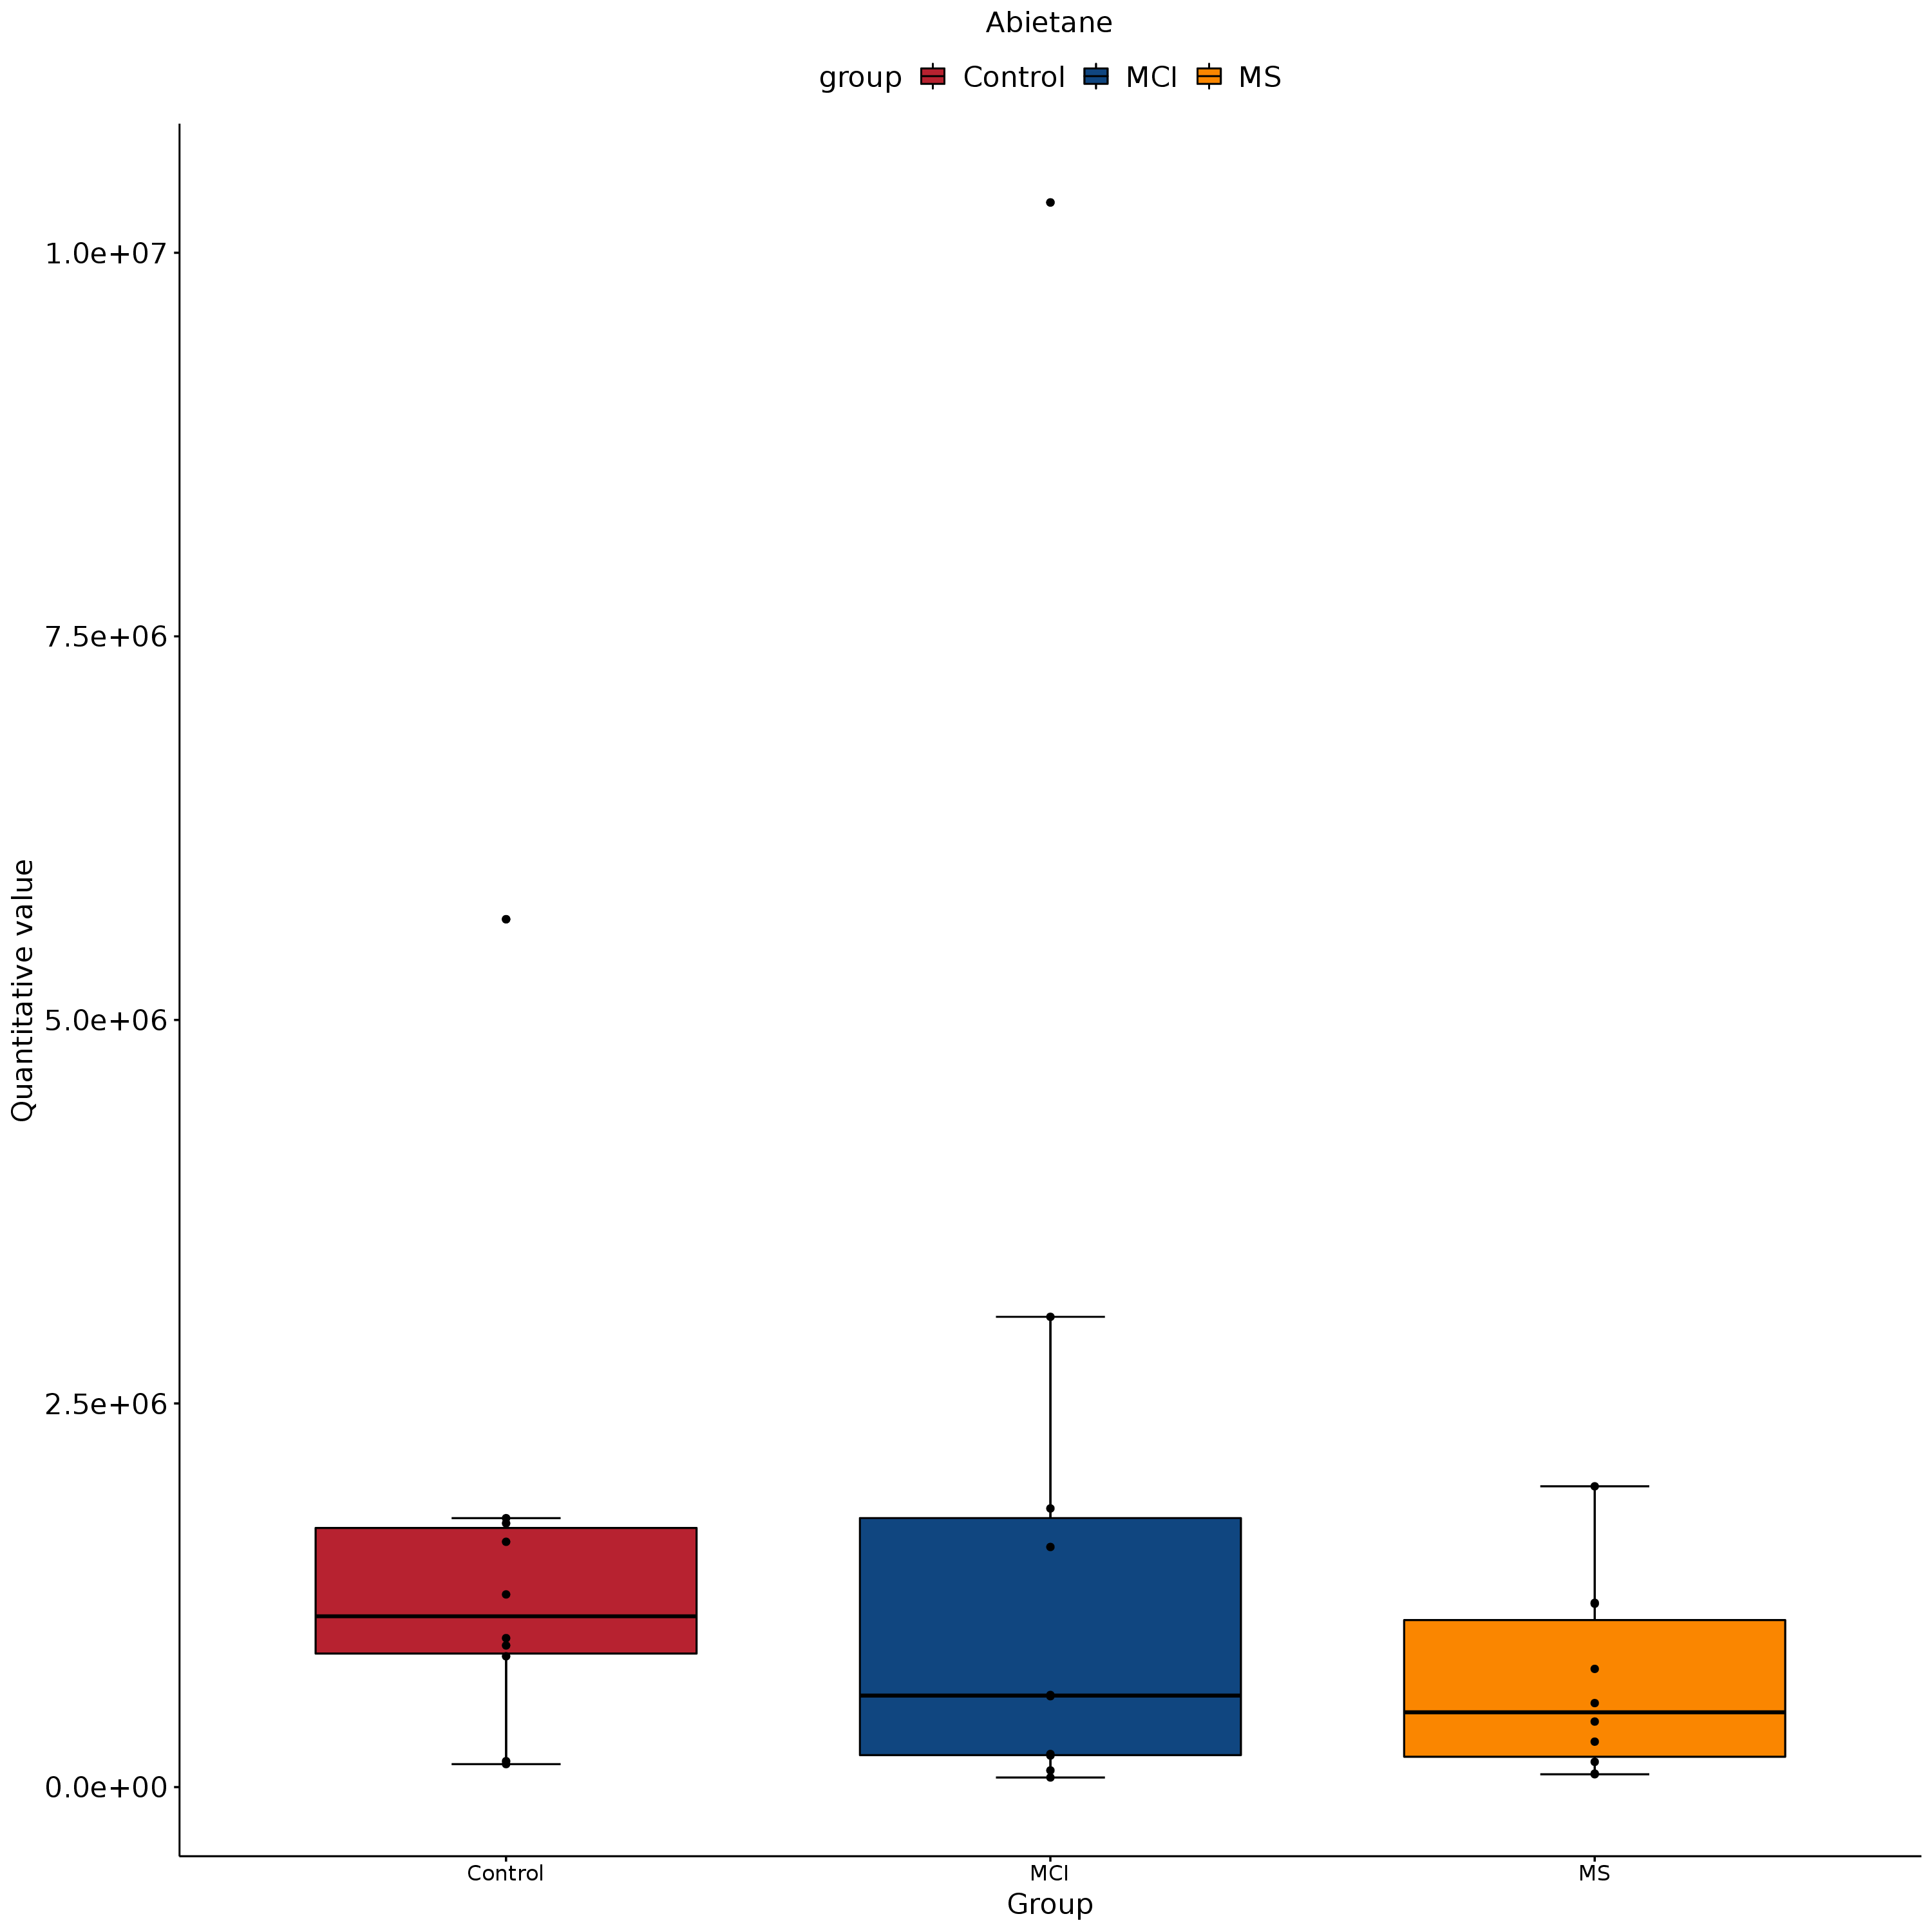 Abietane
group Control MCI MS
Quantitative value
1.0e+07
7.5e+06
5.0e+06
2.5e+06
0.0e+00
Control MCI MS
Group